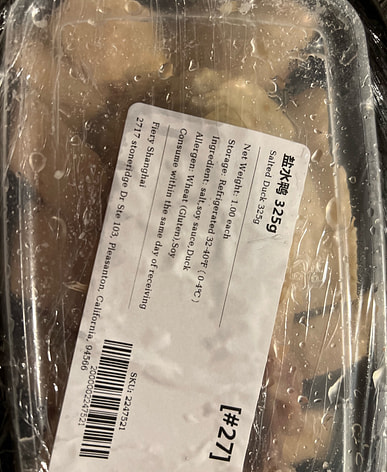 盐水鸭 325g
Salted Duck 325g
Net Weight: 1.00 each
Storage: Refrigerated 32-40°F ( 0-4°C )
Ingredient: salt,soy sauce,Duck
Allergen: Wheat (Gluten),Soy
Consume within the same day of receiving
Fiery Shanghai
2717 stoneridge Dr Ste 103, Pleasanton, California, 94566
SKU: 2247521
2000002247521
[#27]